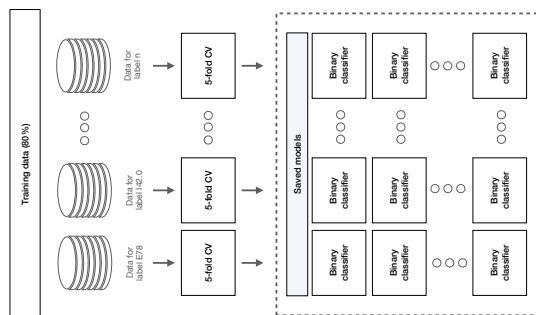 Training data (80 %)
Data for
label E78
Data for
label I42.0
Data for
label n
5-fold CV
5-fold CV
5-fold CV
Saved models
Binary
classifier
Binary
classifier
Binary
classifier
Binary
classifier
Binary
classifier
Binary
classifier
Binary
classifier
Binary
classifier
Binary
classifier